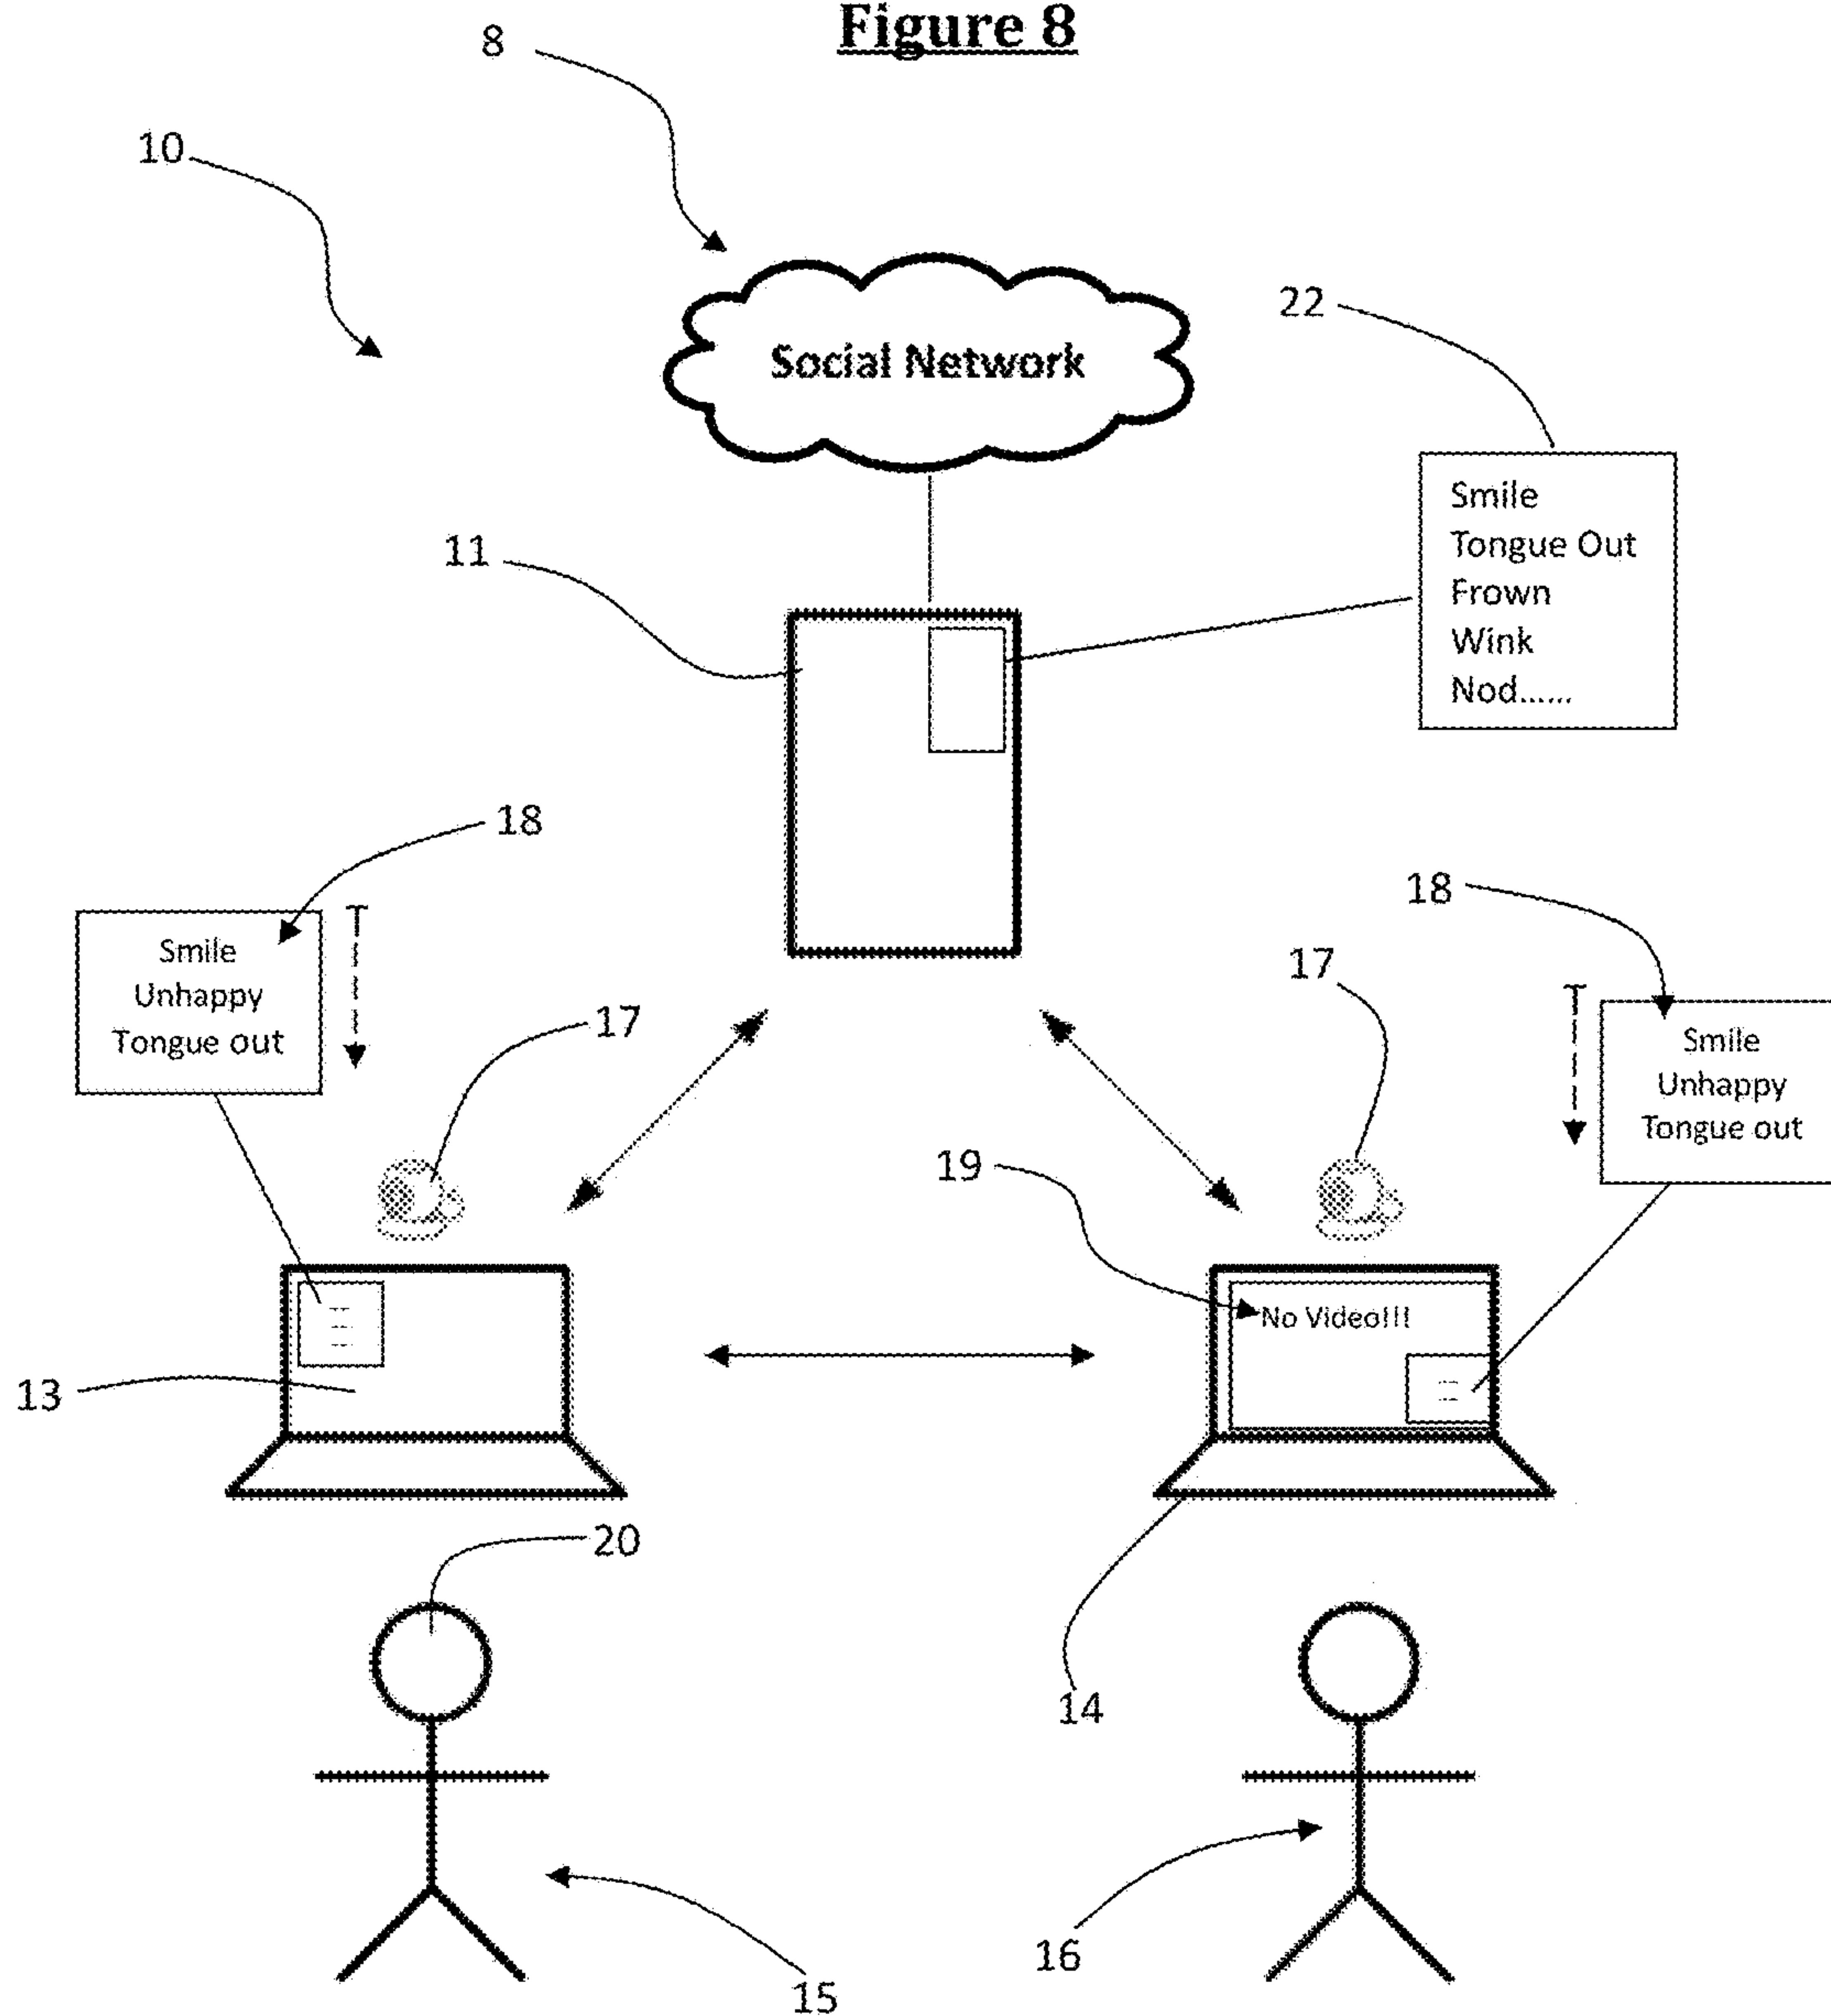 Figure 8
8
10
Social Network
22
Smile
Tongue Out
Frown
Wink
Nod......
11
18
Smile
Unhappy
Tongue out
17
18
17
Smile
Unhappy
Tongue out
19
No Video!!!
13
20
14
16
15